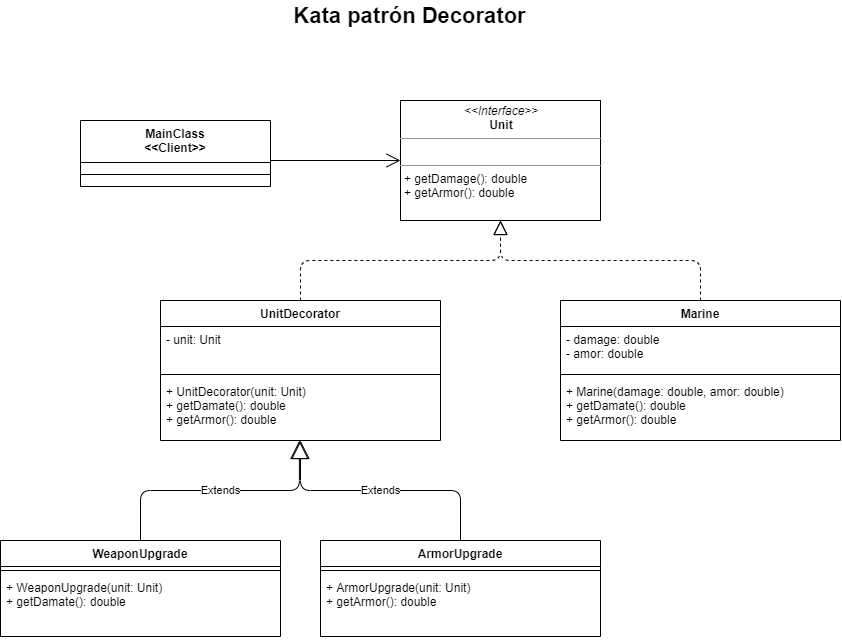 Kata patrón Decorator
MainClass
<<Client>>
<<Interface>>
Unit
+ getDamage(): double
+ getArmor(): double
UnitDecorator
- unit: Unit
+ UnitDecorator(unit: Unit)
+ getDamate(): double
+ getArmor(): double
Marine
- damage: double
- amor: double
+ Marine(damage: double, amor: double)
+ getDamate(): double
+ getArmor(): double
Extends
Extends
WeaponUpgrade
+ WeaponUpgrade(unit: Unit)
+ getDamate(): double
ArmorUpgrade
+ ArmorUpgrade(unit: Unit)
+ getArmor(): double